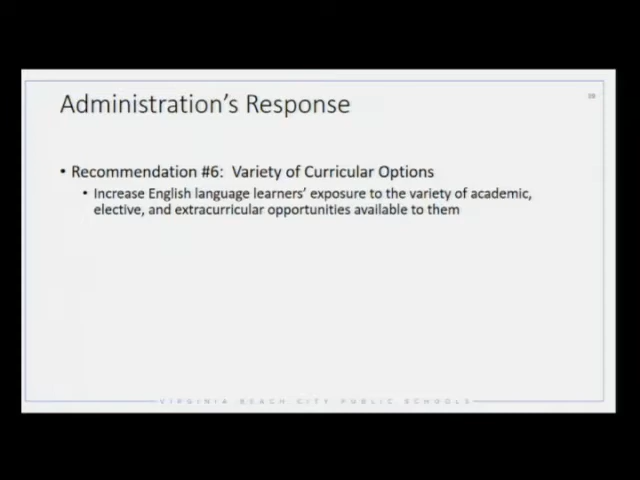 Administration's Response
• Recommendation #6: Variety of Curricular Options
• Increase English language learners' exposure to the variety of academic,
elective, and extracurricular opportunities available to them
VIRGINIA BEACH CITY PUBLIC SCHOOLS